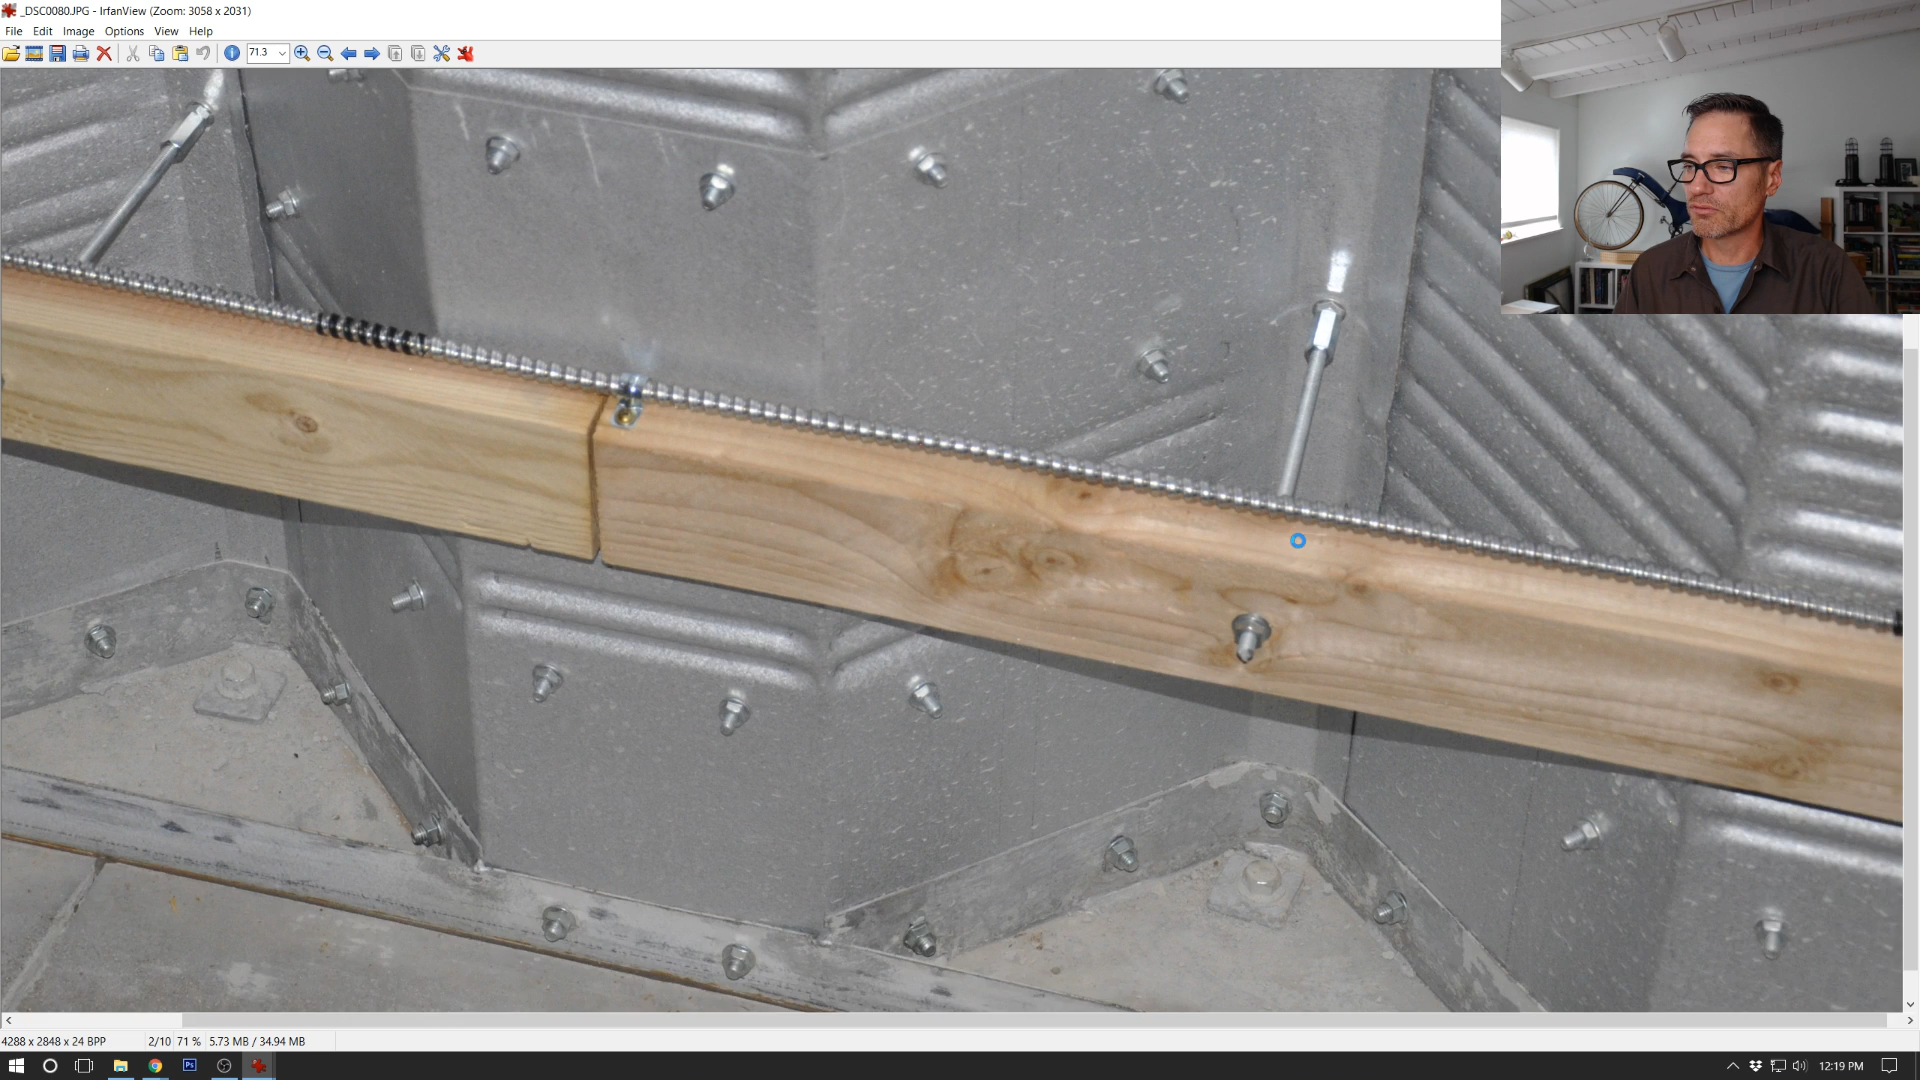 _DSC0080.JPG - IrfanView (Zoom: 3058 x 2031)
File Edit Image Options View Help
71.3
4288 x 2848 x 24 BPP 2/10 71 % 5.73 MB / 34.94 MB
Ps 12:19 PM